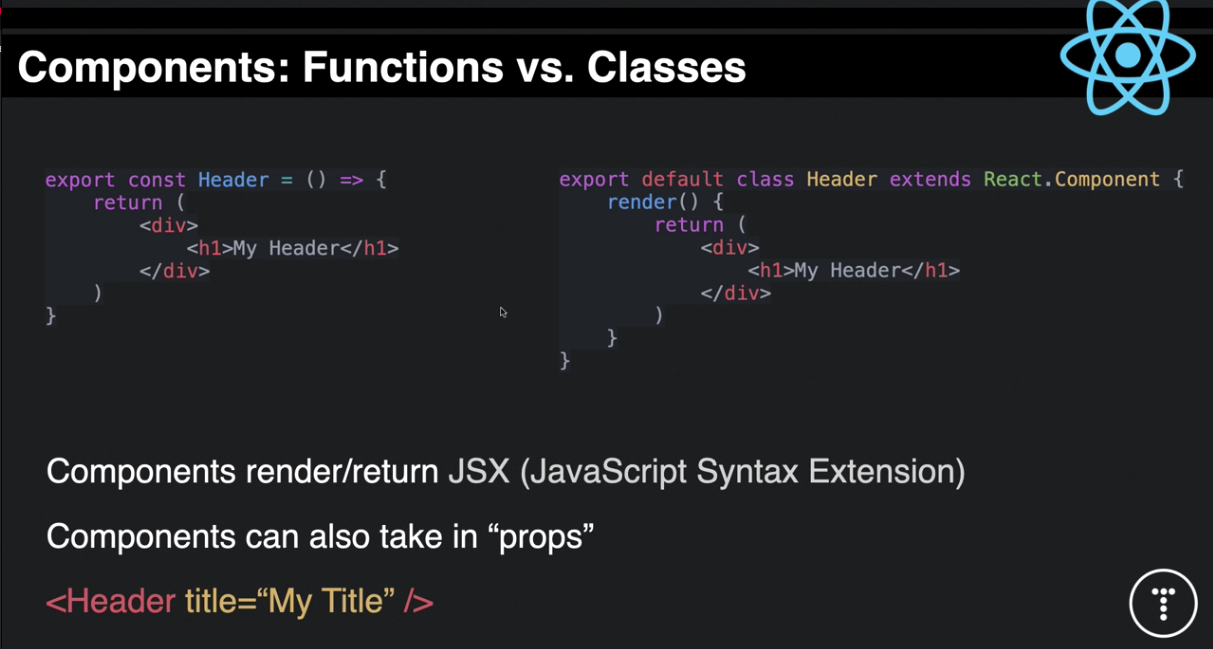 Components: Functions vs. Classes
export const Header = () => {
return (
<div>
<h1>My Header</h1>
</div>
)
}
export default class Header extends React.Component {
render() {
return (
<div>
<h1>My Header</h1>
</div>
)
}
}
Components render/return JSX (JavaScript Syntax Extension)
Components can also take in “props”
<Header title=“My Title” />